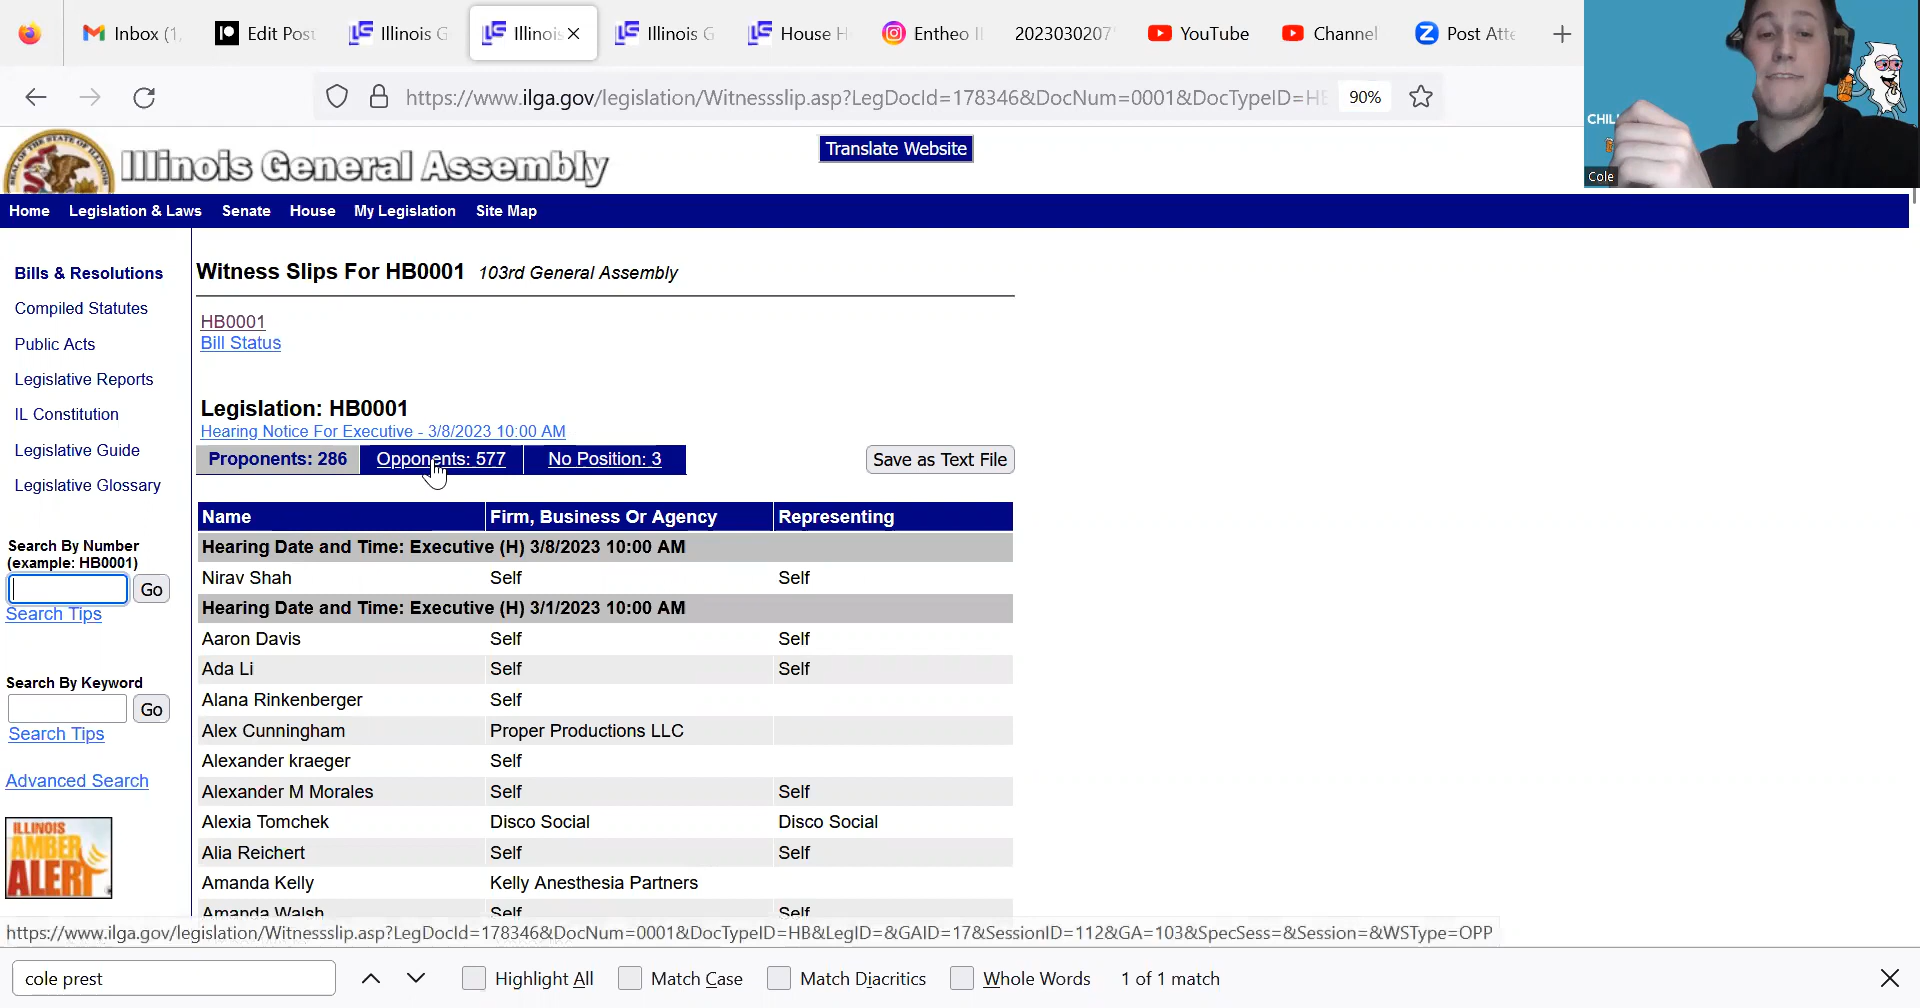 Inbox (1
Edit Pos
Illinois G
Illinois
Illinois G
House H
Entheo Il
2023030207
YouTube
Channel
Post Atte
https://www.ilga.gov/legislation/Witnessslip.asp?LegDocId=178346&DocNum=0001&DocTypeID=HB
90%
CHIL
Cole
Illinois General Assembly
Translate Website
Home Legislation & Laws Senate House My Legislation Site Map
Bills & Resolutions
Compiled Statutes
Public Acts
Legislative Reports
IL Constitution
Legislative Guide
Legislative Glossary
Search By Number
(example: HB0001)
Go
Search Tips
Search By Keyword
Go
Search Tips
Advanced Search
ILLINOIS
AMBER
ALERT
Witness Slips For HB0001 103rd General Assembly
HB0001
Bill Status
Legislation: HB0001
Hearing Notice For Executive - 3/8/2023 10:00 AM
Proponents: 286 Opponents: 577 No Position: 3
Save as Text File
Name Firm, Business Or Agency Representing
Hearing Date and Time: Executive (H) 3/8/2023 10:00 AM
Nirav Shah Self Self
Hearing Date and Time: Executive (H) 3/1/2023 10:00 AM
Aaron Davis Self Self
Ada Li Self Self
Alana Rinkenberger Self
Alex Cunningham Proper Productions LLC
Alexander kraeger Self
Alexander M Morales Self Self
Alexia Tomchek Disco Social Disco Social
Alia Reichert Self Self
Amanda Kelly Kelly Anesthesia Partners
Amanda Walsh Self Self
https://www.ilga.gov/legislation/Witnessslip.asp?LegDocId=178346&DocNum=0001&DocTypeID=HB&LegID=&GAID=17&SessionID=112&GA=103&SpecSess=&Session=&WSType=OPP
cole prest
Highlight All
Match Case
Match Diacritics
Whole Words
1 of 1 match